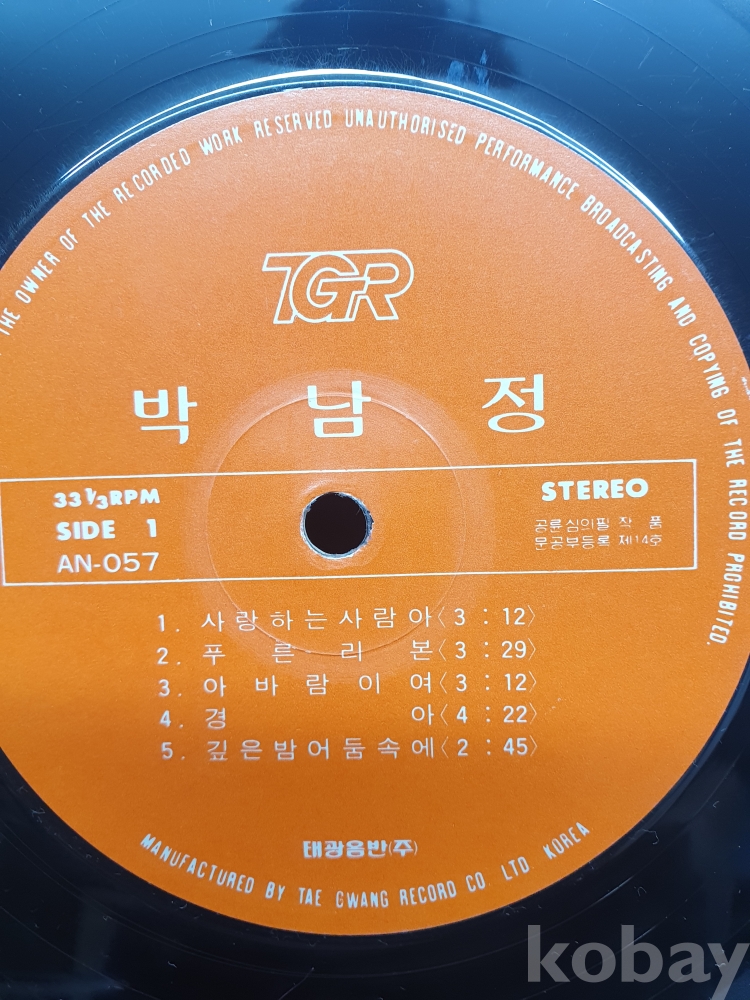 THE OWNER OF THE RECORDED WORK RESERVED UNAUTHORISED PERFORMANCE BROADCASTING AND COPYING OF THE RECORD PROHIBITED.
TGR
박 남 정
33 1/3 RPM
STEREO
SIDE 1
공륜심의필 작 품
AN-057
문공부등록 제14호
1. 사랑하는사람아〈3 : 12〉
2. 푸 른 리 본〈3 : 29〉
3. 아 바 람 이 여〈3 : 12〉
4. 경 아〈4 : 22〉
5. 깊은밤어둠속에〈2 : 45〉
태광음반(주)
MANUFACTURED BY TAE GWANG RECORD CO. LTD. KOREA
kobay